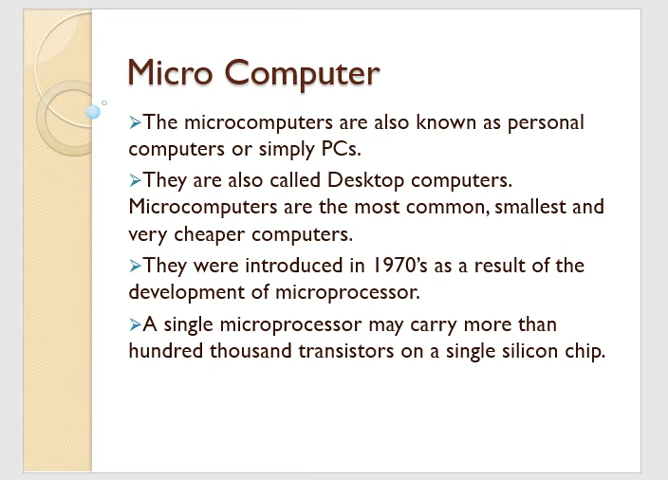 Micro Computer
➢The microcomputers are also known as personal
computers or simply PCs.
➢They are also called Desktop computers.
Microcomputers are the most common, smallest and
very cheaper computers.
➢They were introduced in 1970’s as a result of the
development of microprocessor.
➢A single microprocessor may carry more than
hundred thousand transistors on a single silicon chip.